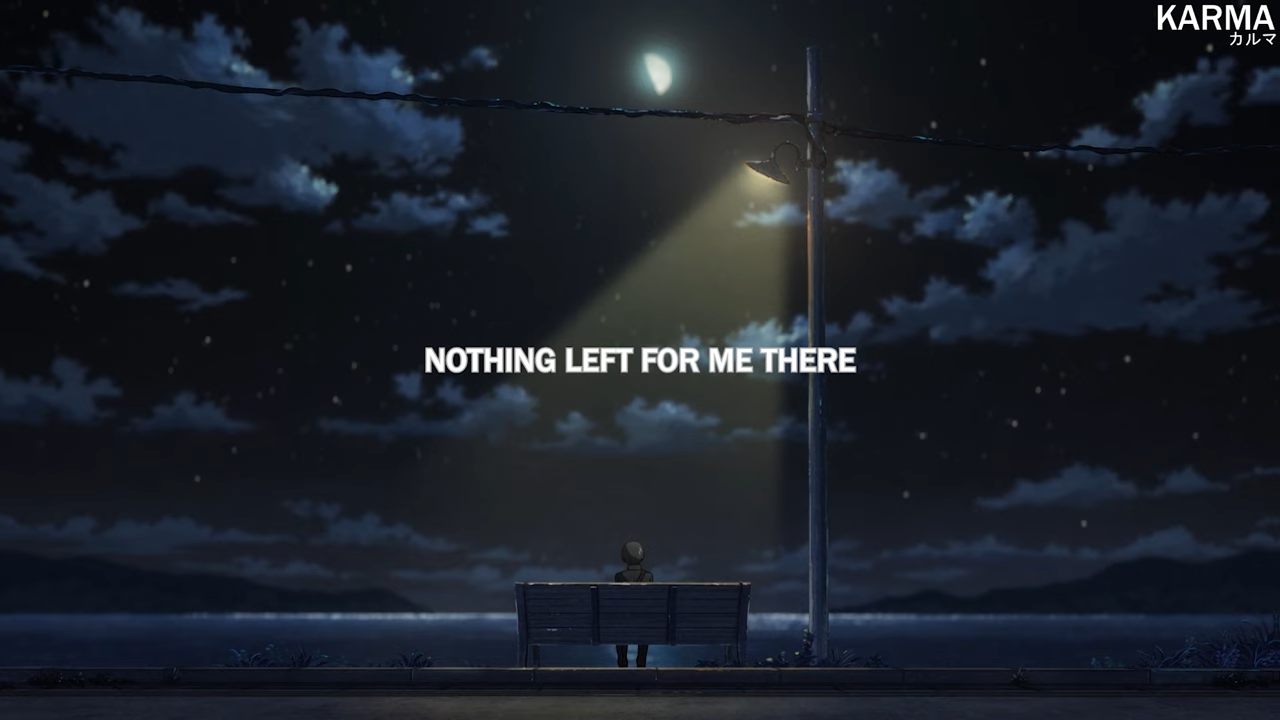 KARMA
カルマ
NOTHING LEFT FOR ME THERE